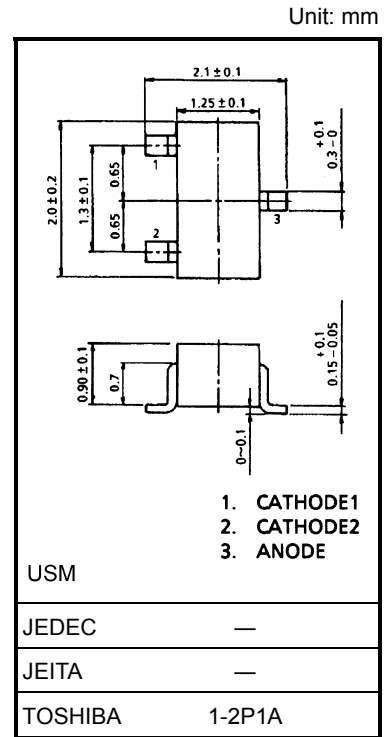 Unit: mm
2.1±0.1
1.25±0.1
+0.1
0.3-0
2.0±0.2
1.3±0.1
0.65
0.65
1
2
3
0.90±0.1
0.7
+0.1
0.15-0.05
0~0.1
1. CATHODE1
2. CATHODE2
3. ANODE
USM
JEDEC —
JEITA —
TOSHIBA 1-2P1A